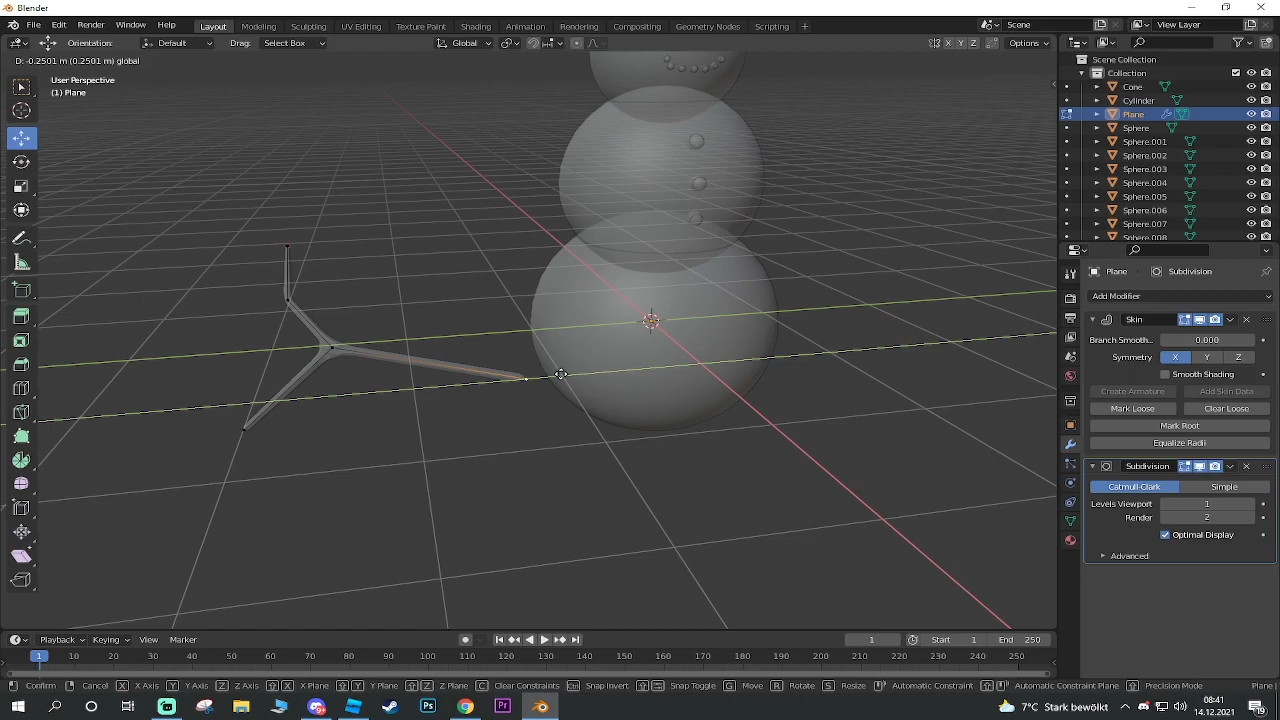 Blender
File Edit Render Window Help
Layout Modeling Sculpting UV Editing Texture Paint Shading Animation Rendering Compositing Geometry Nodes Scripting +
Scene
View Layer
Orientation: Default Drag: Select Box Global X Y Z Options
D: -0.2501 m (0.2501 m) global
User Perspective
(1) Plane
Scene Collection
Collection
Cone
Cylinder
Plane
Sphere
Sphere.001
Sphere.002
Sphere.003
Sphere.004
Sphere.005
Sphere.006
Sphere.007
Sphere.008
Plane Subdivision
Add Modifier
Skin
Branch Smooth.. 0.000
Symmetry X Y Z
Smooth Shading
Create Armature Add Skin Data
Mark Loose Clear Loose
Mark Root
Equalize Radii
Subdivision
Catmull-Clark Simple
Levels Viewport 1
Render 2
Optimal Display
Advanced
Playback Keying View Marker
1 Start 1 End 250
1 10 20 30 40 50 60 70 80 90 100 110 120 130 140 150 160 170 180 190 200 210 220 230 240 250
Confirm Cancel X X Axis Y Y Axis Z Z Axis X X Plane Y Y Plane Z Z Plane C Clear Constraints Snap Invert Snap Toggle G Move R Rotate S Resize Automatic Constraint Automatic Constraint Plane Precision Mode Plane
7°C Stark bewölkt
08:41
14.12.2021